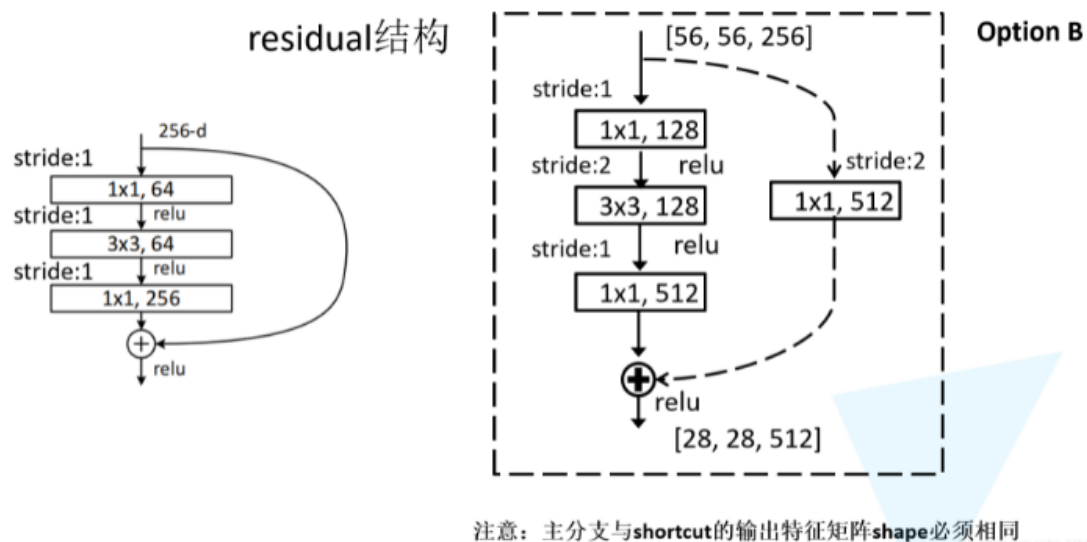 residual结构
256-d
stride:1
1x1, 64
stride:1
relu
3x3, 64
stride:1
relu
1x1, 256
relu
Option B
[56, 56, 256]
stride:1
1x1, 128
stride:2
relu
stride:2
3x3, 128
1x1, 512
stride:1
relu
1x1, 512
relu
[28, 28, 512]
注意：主分支与shortcut的输出特征矩阵shape必须相同